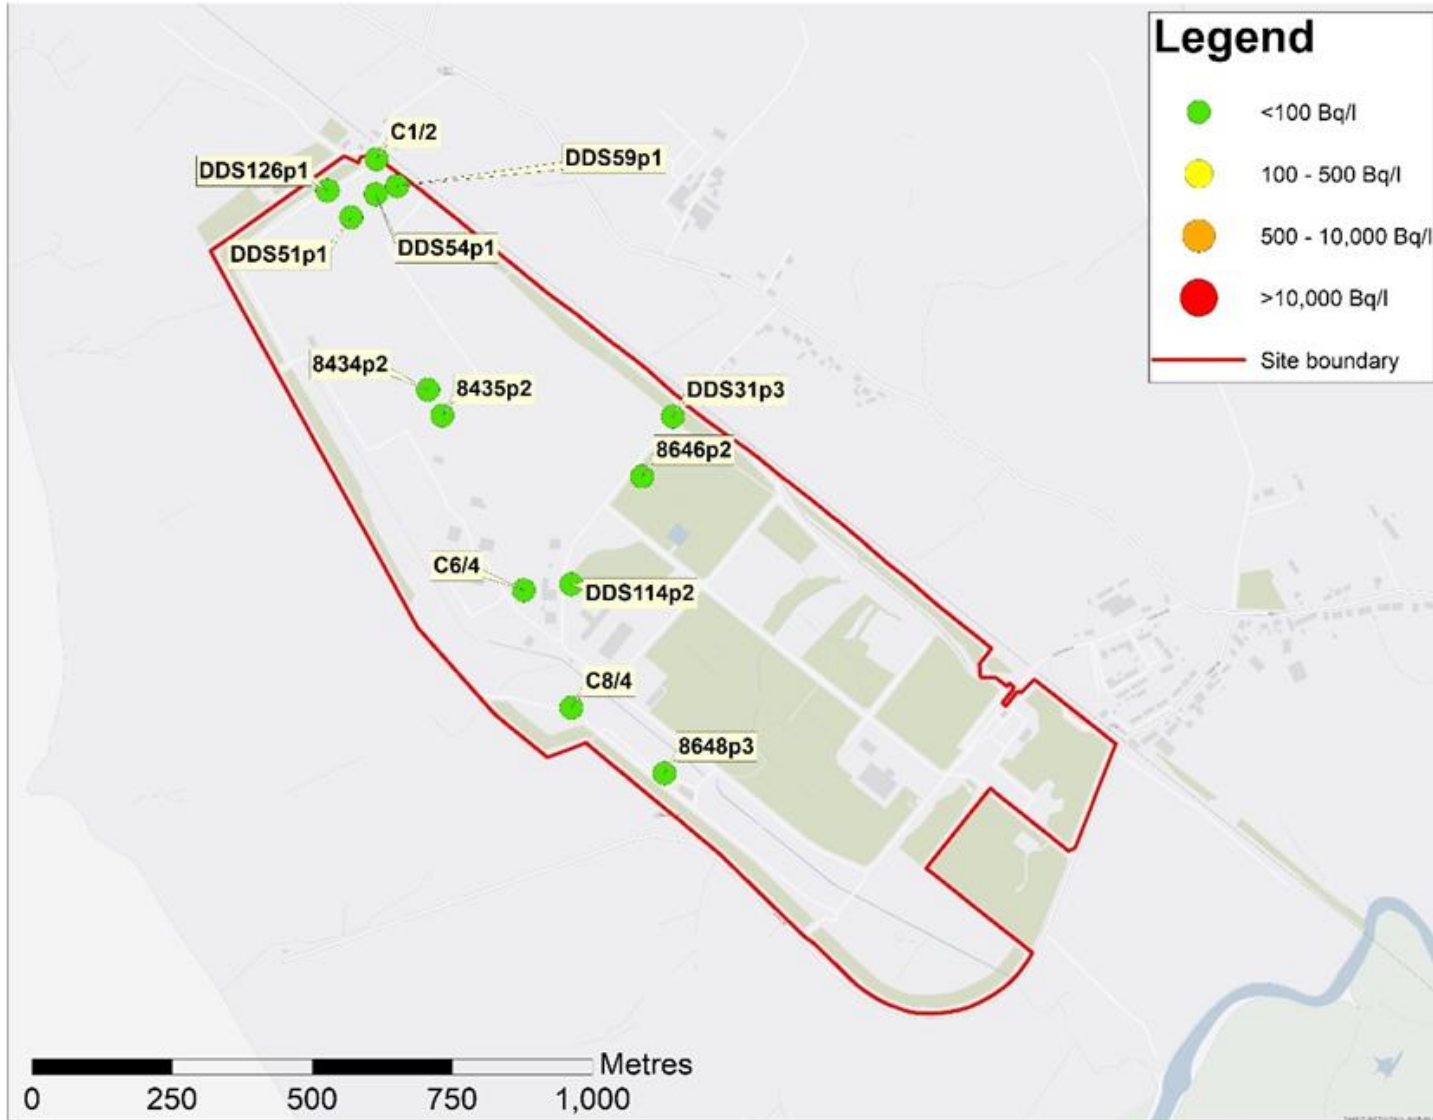 Legend
<100 Bq/l
100 - 500 Bq/l
500 - 10,000 Bq/l
>10,000 Bq/l
Site boundary
C1/2
DDS59p1
DDS126p1
DDS51p1
DDS54p1
8434p2
8435p2
DDS31p3
8646p2
C6/4
DDS114p2
C8/4
8648p3
Metres
0 250 500 750 1,000